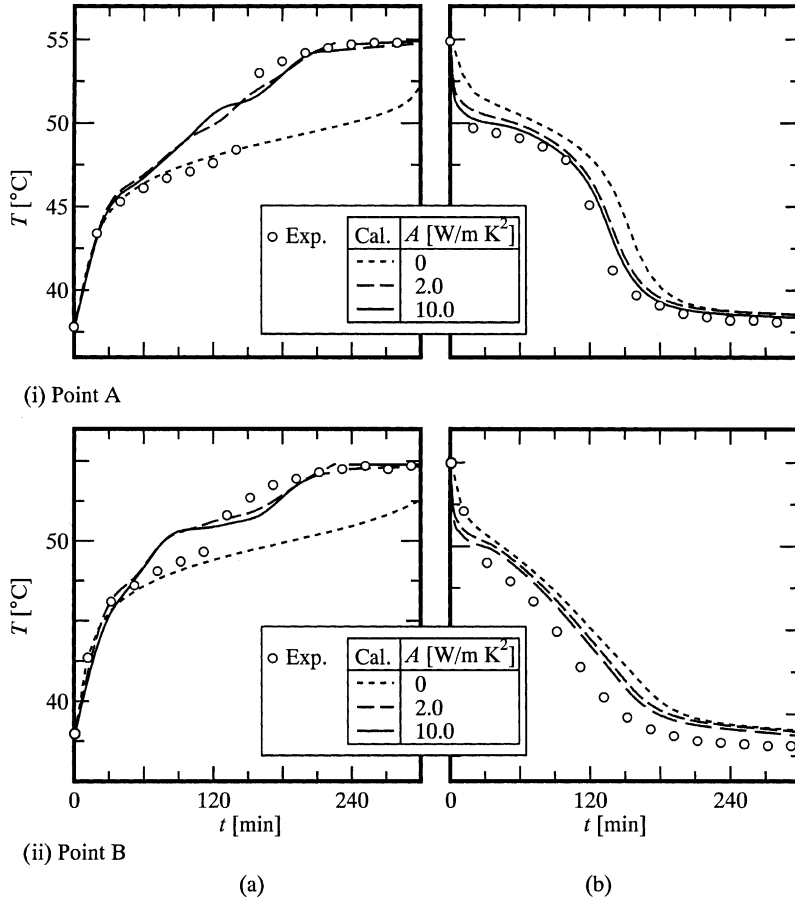 55
50
45
40
T [°C]
Exp.
Cal. A [W/m K²]
0
2.0
10.0
(i) Point A
50
40
T [°C]
Exp.
Cal. A [W/m K²]
0
2.0
10.0
0 120 240 0 120 240
t [min] t [min]
(ii) Point B
(a) (b)